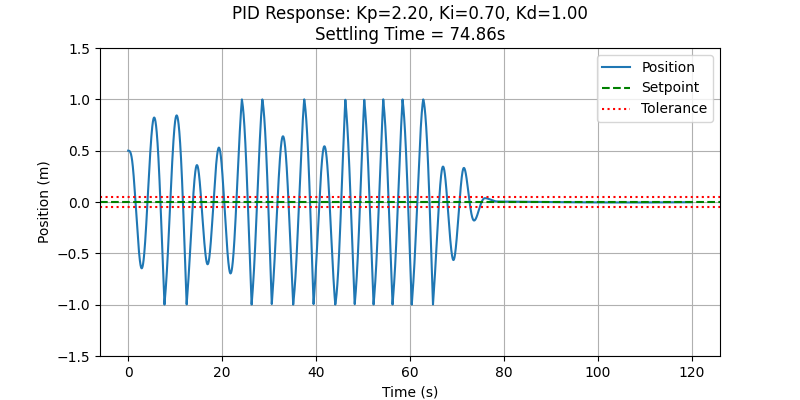 PID Response: Kp=2.20, Ki=0.70, Kd=1.00
Settling Time = 74.86s
Position
Setpoint
Tolerance
Position (m)
1.5
1.0
0.5
0.0
−0.5
−1.0
−1.5
0 20 40 60 80 100 120
Time (s)